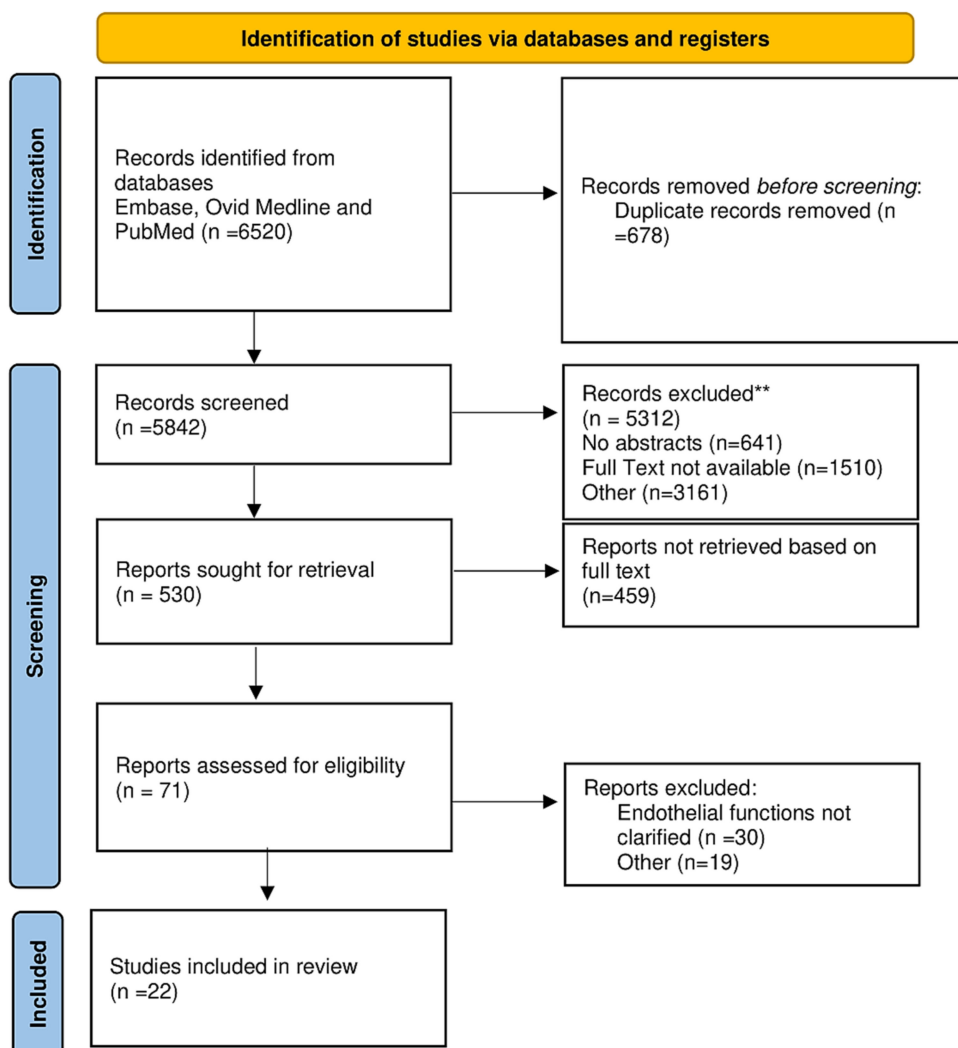 Identification of studies via databases and registers
Identification
Records identified from
databases
Embase, Ovid Medline and
PubMed (n =6520)
Records removed before screening:
Duplicate records removed (n
=678)
Screening
Records screened
(n =5842)
Records excluded**
(n = 5312)
No abstracts (n=641)
Full Text not available (n=1510)
Other (n=3161)
Reports sought for retrieval
(n = 530)
Reports not retrieved based on
full text
(n=459)
Reports assessed for eligibility
(n = 71)
Reports excluded:
Endothelial functions not
clarified (n =30)
Other (n=19)
Included
Studies included in review
(n =22)